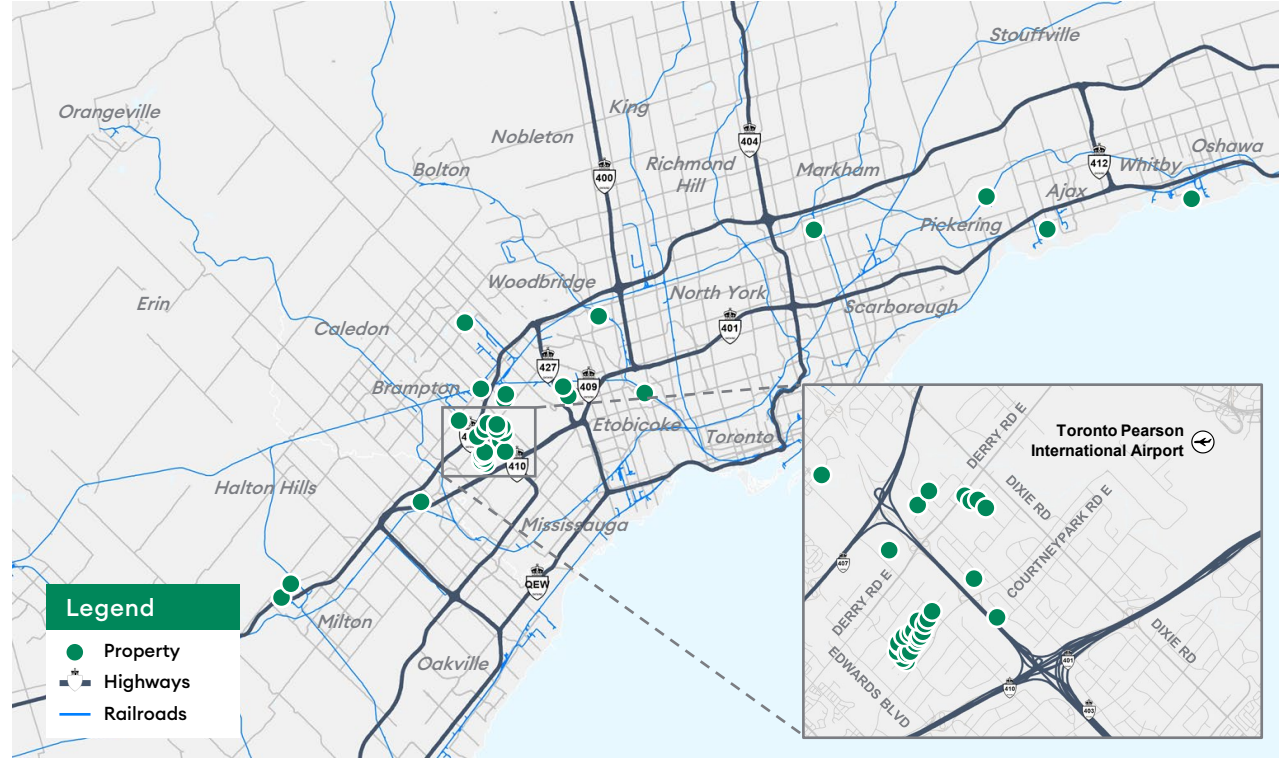 Stouffville
Orangeville
King
Nobleton
404
Richmond
Hill
Markham
Bolton
400
412
Whitby
Oshawa
Ajax
Pickering
Woodbridge
North York
Scarborough
Erin
Caledon
401
427
409
Brampton
Etobicoke
Toronto
4
410
Halton Hills
Mississauga
QEW
Milton
Oakville
Legend
Property
Highways
Railroads
Toronto Pearson
International Airport
DERRY RD E
DIXIE RD
COURTNEYPARK RD E
407
DERRY RD E
EDWARDS BLVD
DIXIE RD
401
410
403